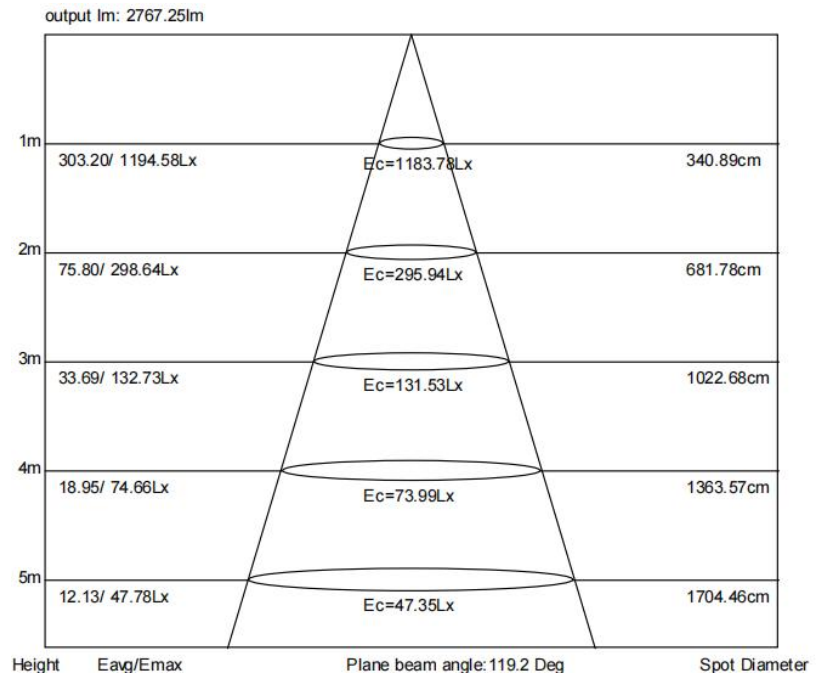 output lm: 2767.25lm
1m
303.20/ 1194.58Lx
Ec=1183.78Lx
340.89cm
2m
75.80/ 298.64Lx
Ec=295.94Lx
681.78cm
3m
33.69/ 132.73Lx
Ec=131.53Lx
1022.68cm
4m
18.95/ 74.66Lx
Ec=73.99Lx
1363.57cm
5m
12.13/ 47.78Lx
Ec=47.35Lx
1704.46cm
Height Eavg/Emax Plane beam angle:119.2 Deg Spot Diameter